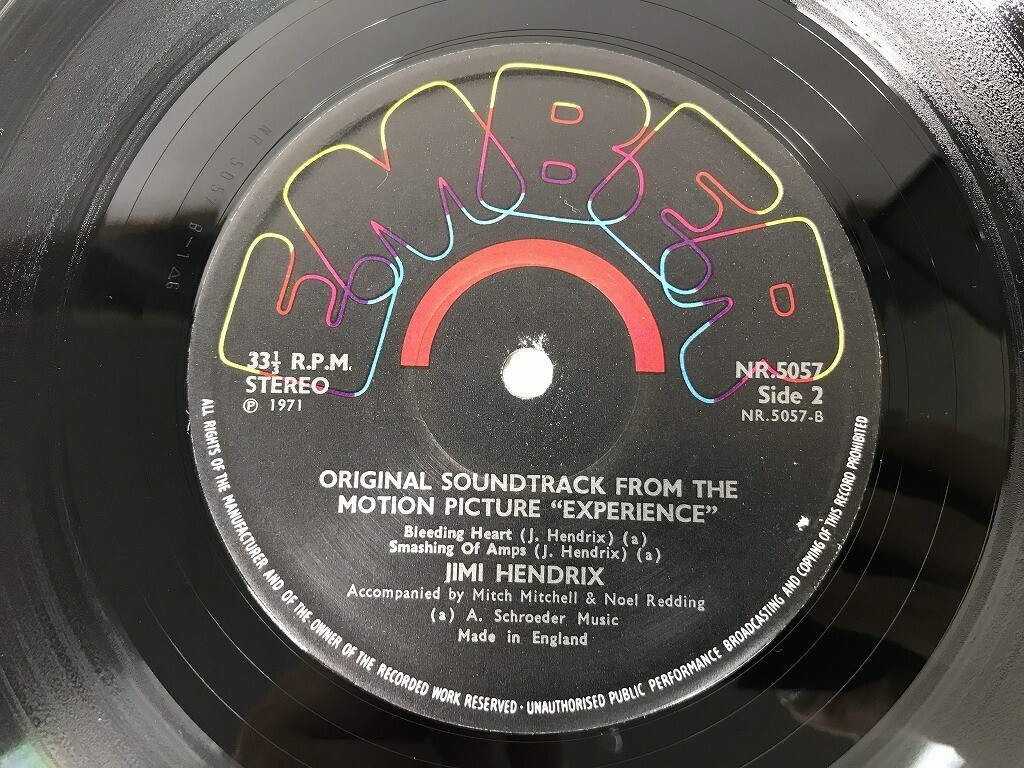 EMBER
33⅓ R.P.M.
STEREO
Ⓟ 1971
NR.5057
Side 2
NR.5057-B
ORIGINAL SOUNDTRACK FROM THE
MOTION PICTURE "EXPERIENCE"
Bleeding Heart (J. Hendrix) (a)
Smashing Of Amps (J. Hendrix) (a)
JIMI HENDRIX
Accompanied by Mitch Mitchell & Noel Redding
(a) A. Schroeder Music
Made in England
ALL RIGHTS OF THE MANUFACTURER AND OF THE OWNER OF THE RECORDED WORK RESERVED · UNAUTHORISED PUBLIC PERFORMANCE BROADCASTING AND COPYING OF THIS RECORD PROHIBITED